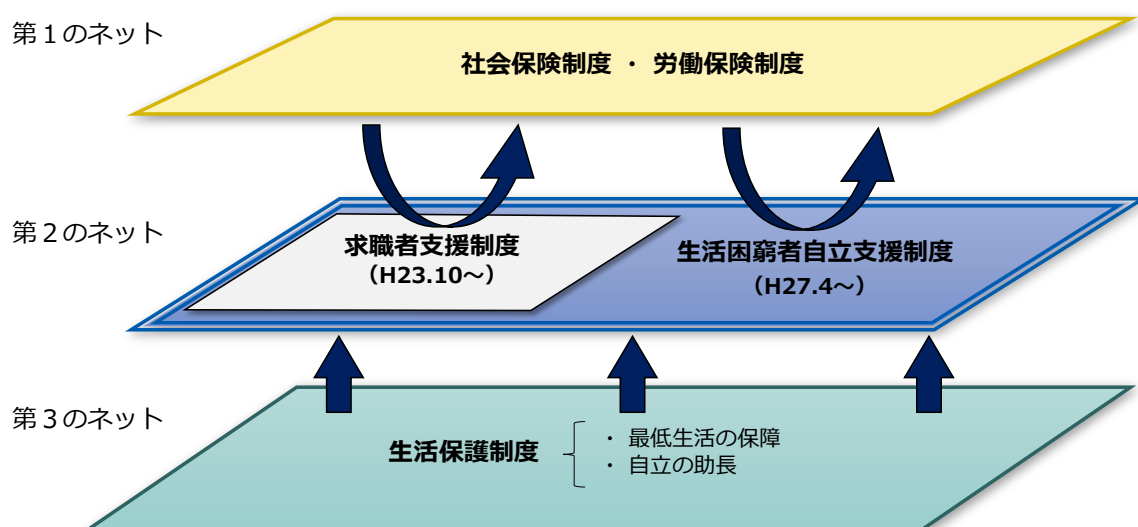 第１のネット
社会保険制度 ・ 労働保険制度
第２のネット
求職者支援制度
（H23.10～）
生活困窮者自立支援制度
（H27.4～）
第３のネット
生活保護制度
・ 最低生活の保障
・ 自立の助長